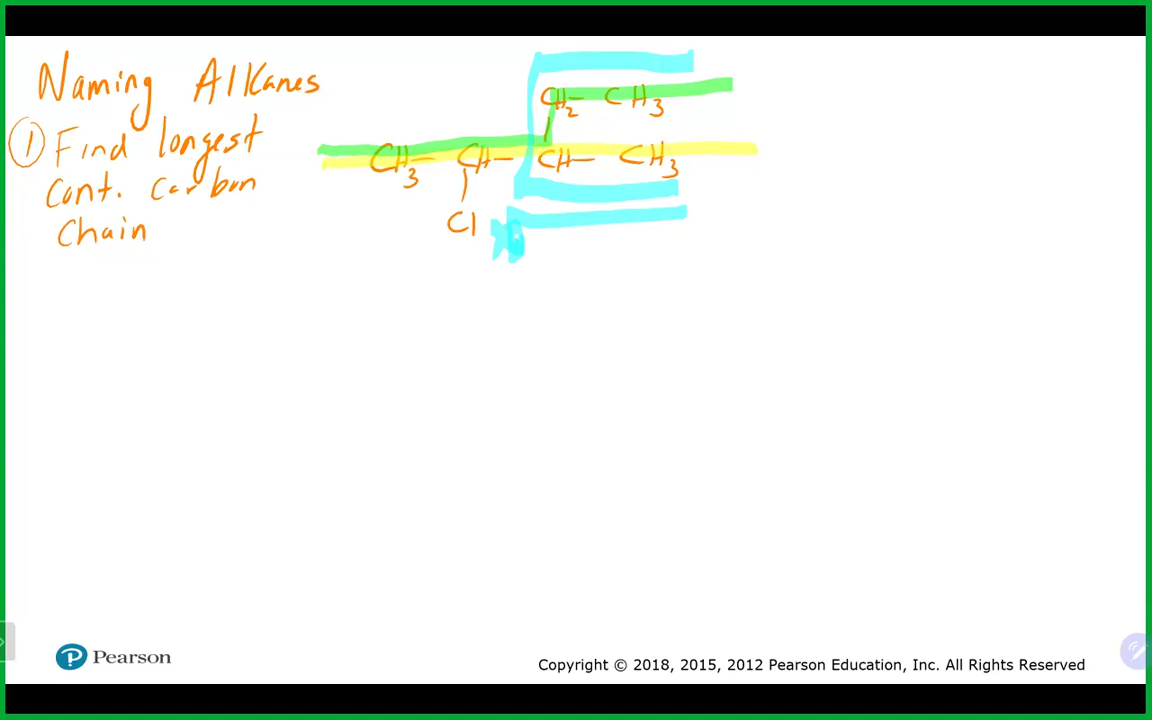 Naming Alkanes
① Find longest
cont. carbon
chain
CH2- CH3
CH3- CH- CH- CH3
Cl
Pearson
Copyright © 2018, 2015, 2012 Pearson Education, Inc. All Rights Reserved